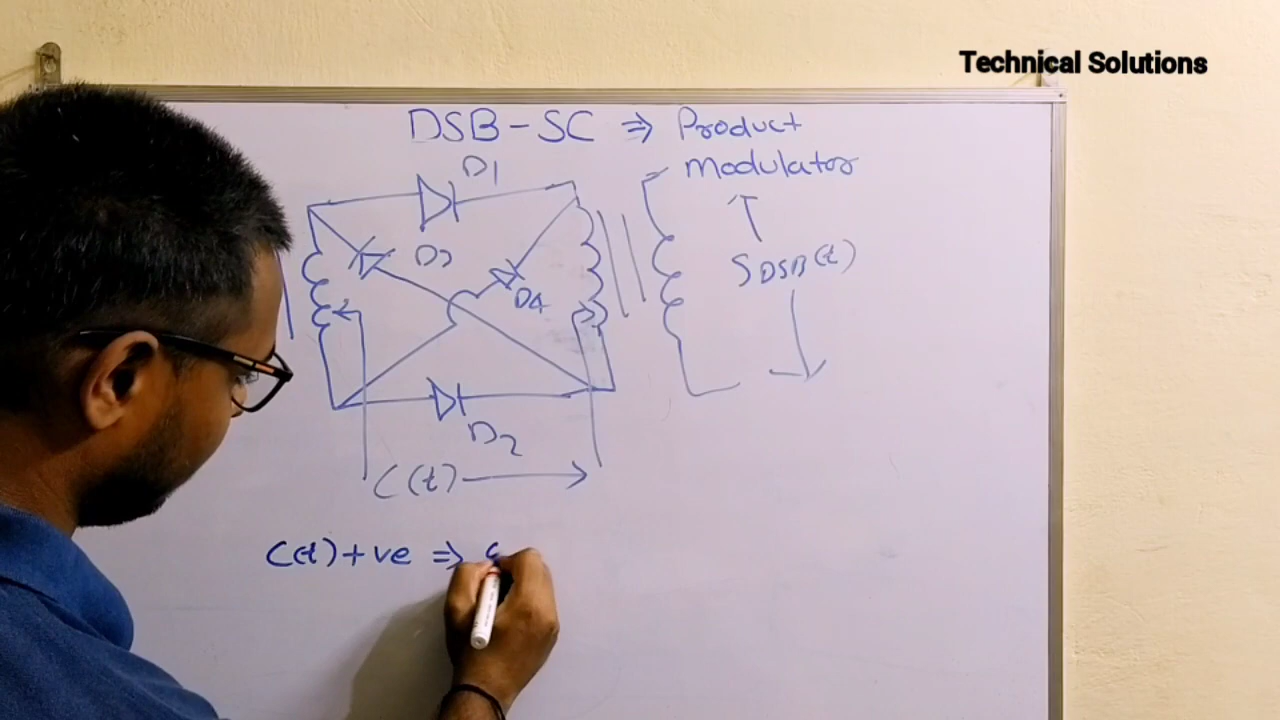 Technical Solutions
DSB-SC ⇒ Product
Modulator
D1
D3
D4
SDSB(t)
D2
C(t)
C(t)+ve ⇒